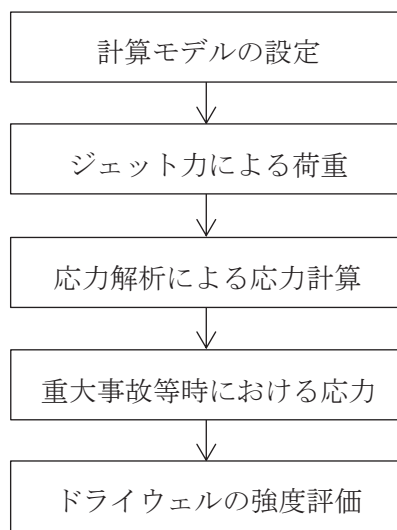 計算モデルの設定
ジェット力による荷重
応力解析による応力計算
重大事故等時における応力
ドライウェルの強度評価